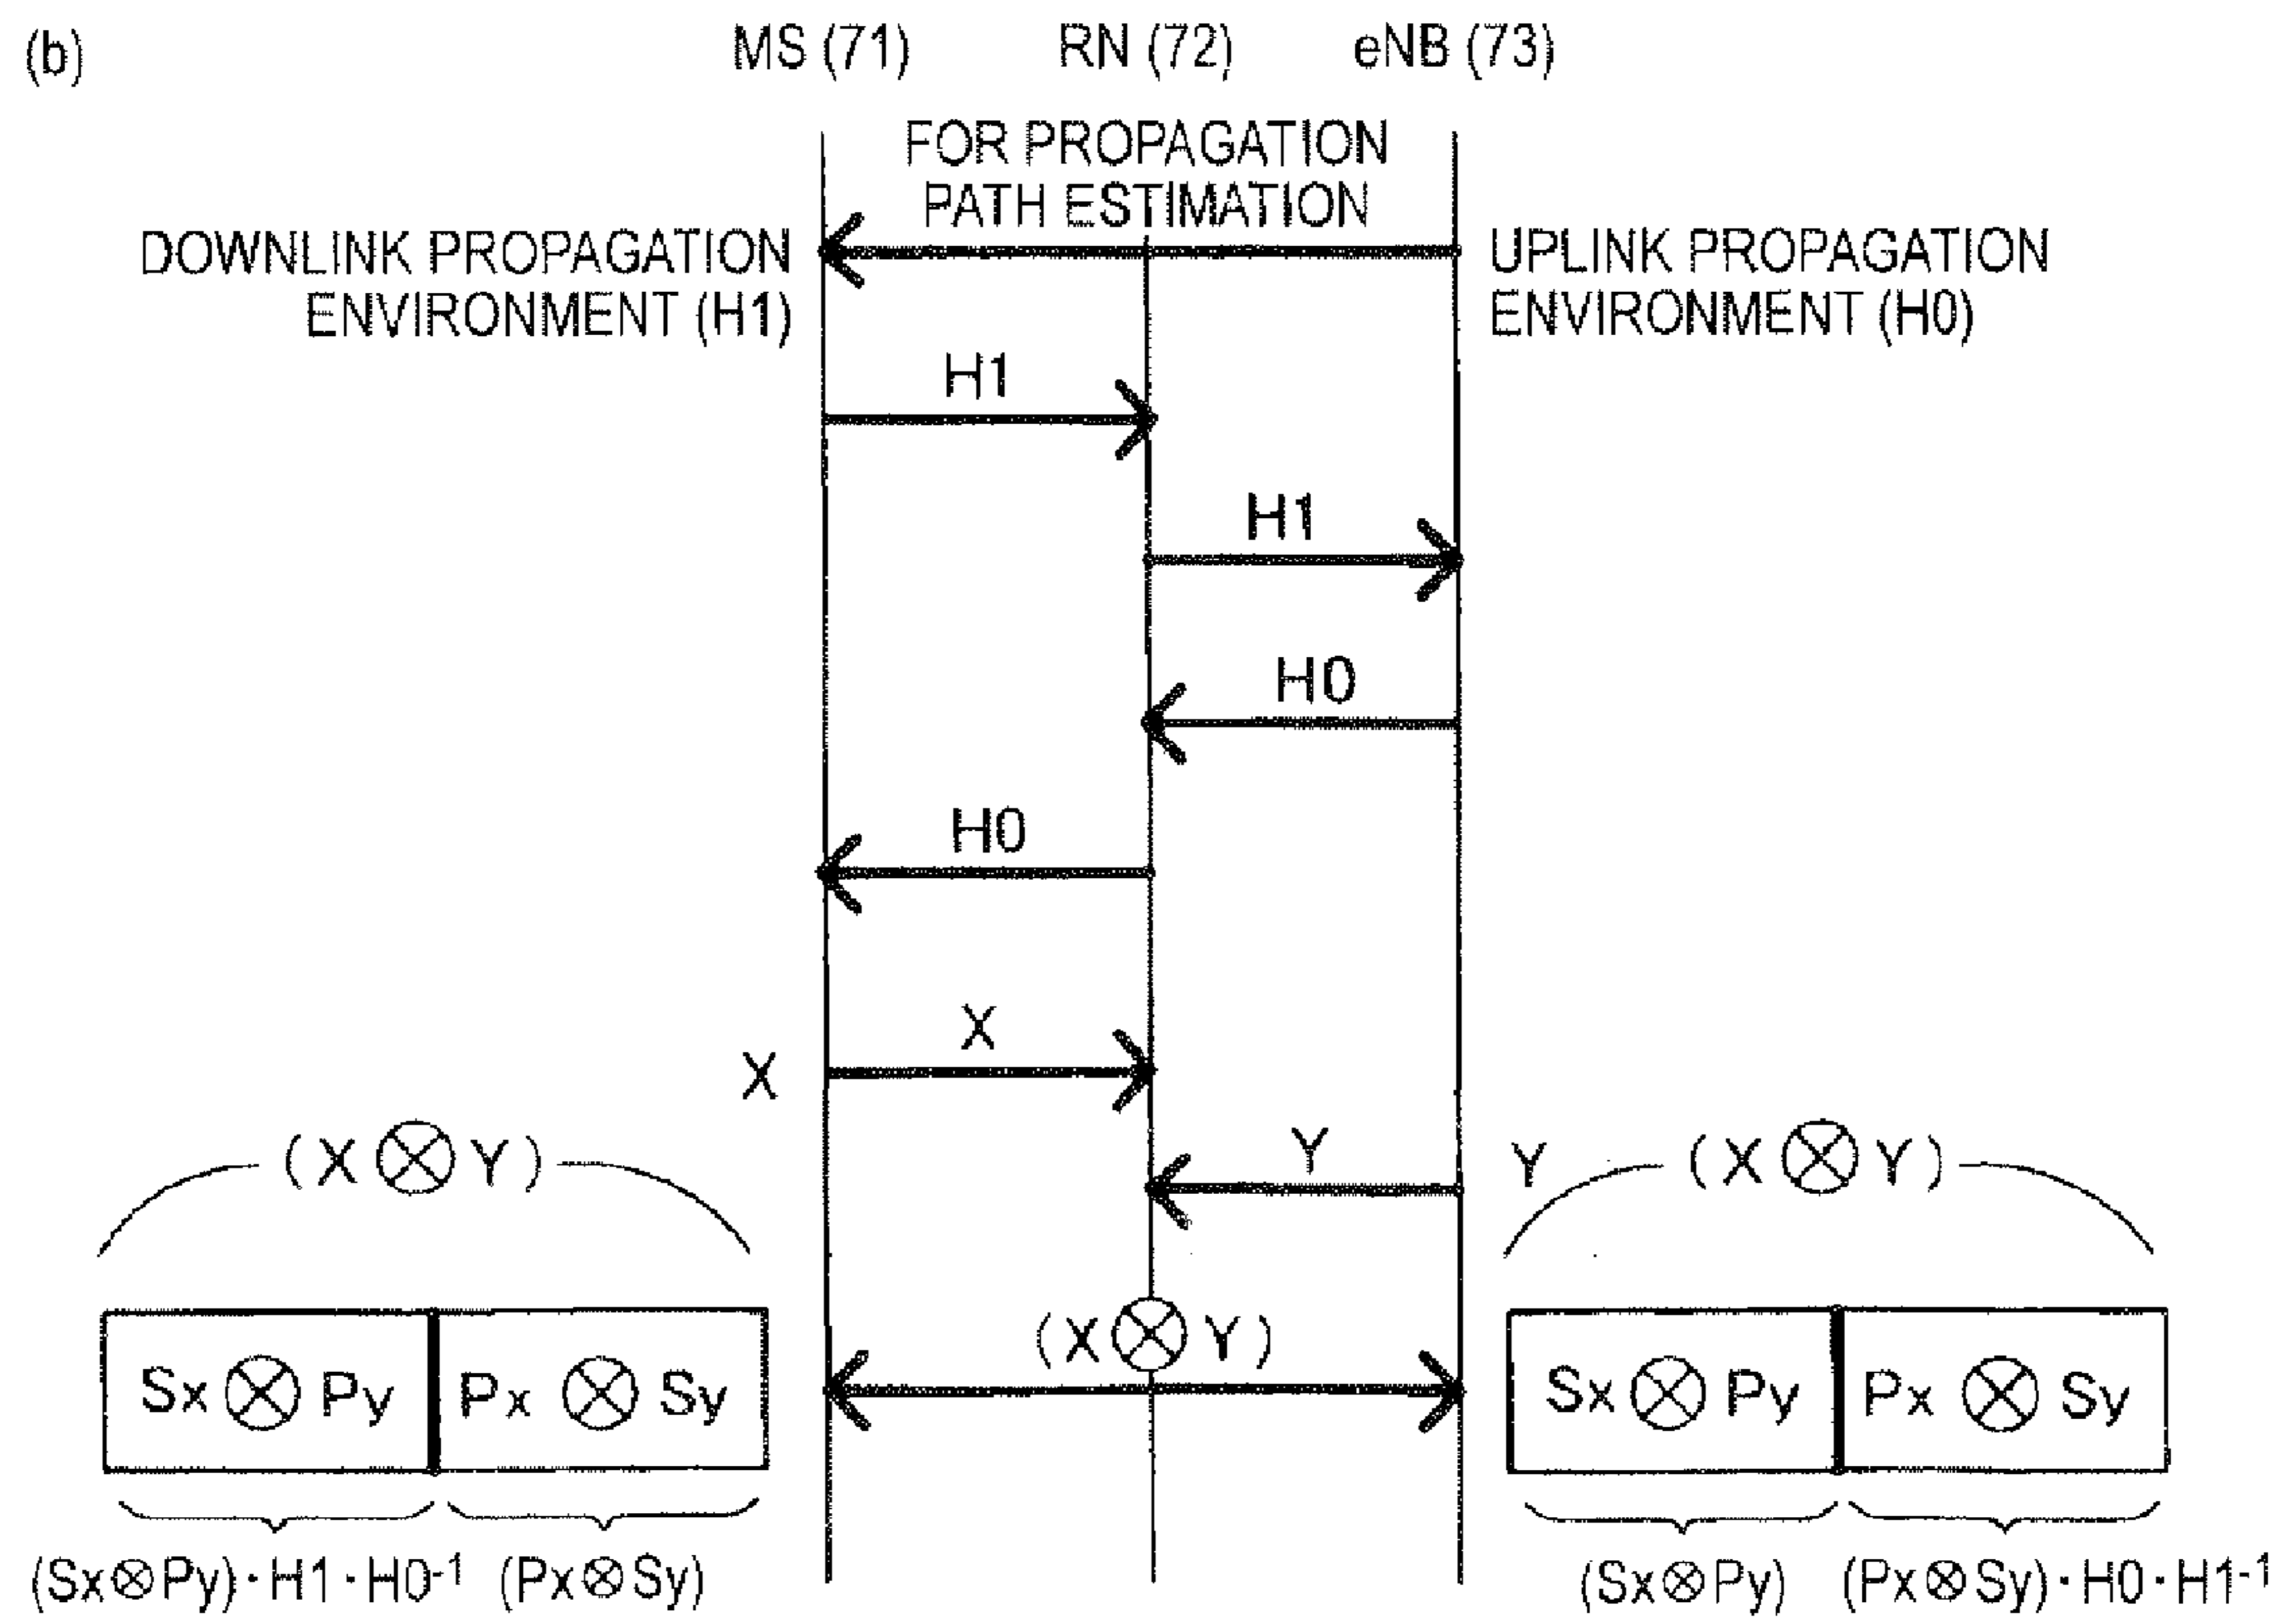 (b)
MS (71) RN (72) eNB (73)
FOR PROPAGATION
PATH ESTIMATION
DOWNLINK PROPAGATION
ENVIRONMENT (H1)
UPLINK PROPAGATION
ENVIRONMENT (H0)
H1
H1
H0
H0
X
X
Y
Y
(X⊗Y)
(X⊗Y)
(X⊗Y)
Sx⊗Py Px⊗Sy
Sx⊗Py Px⊗Sy
(Sx⊗Py)·H1·H0⁻¹ (Px⊗Sy)
(Sx⊗Py) (Px⊗Sy)·H0·H1⁻¹